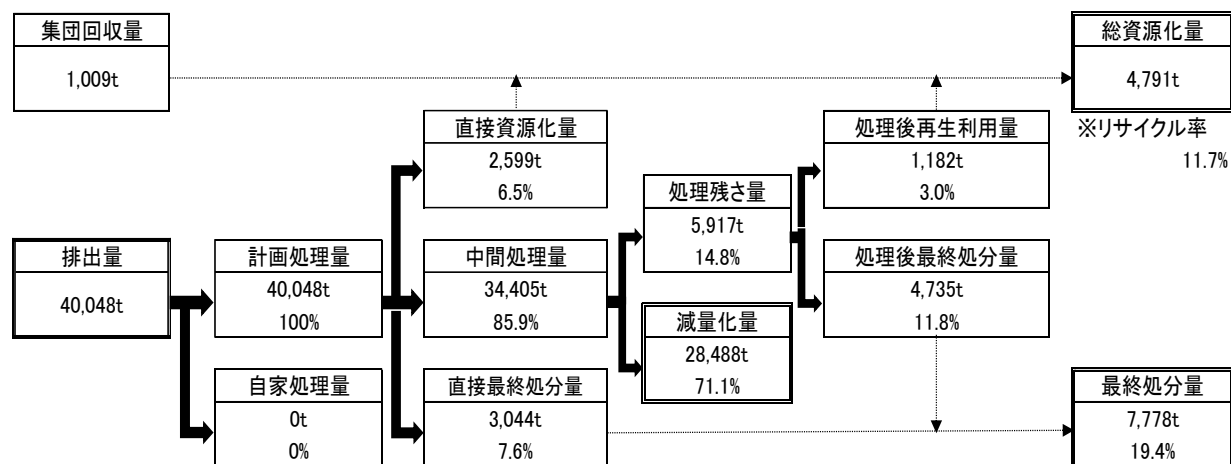 集団回収量
1,009t
総資源化量
4,791t
※リサイクル率
11.7%
直接資源化量
2,599t
6.5%
処理後再生利用量
1,182t
3.0%
処理残さ量
5,917t
14.8%
排出量
40,048t
計画処理量
40,048t
100%
中間処理量
34,405t
85.9%
処理後最終処分量
4,735t
11.8%
減量化量
28,488t
71.1%
自家処理量
0t
0%
直接最終処分量
3,044t
7.6%
最終処分量
7,778t
19.4%